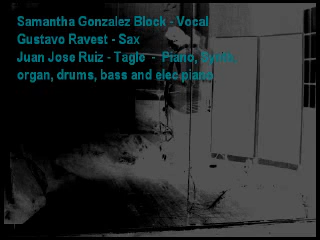 Samantha Gonzalez Block - Vocal
Gustavo Ravest - Sax
Juan Jose Ruiz - Tagle - Piano, Synth,
organ, drums, bass and elec piano